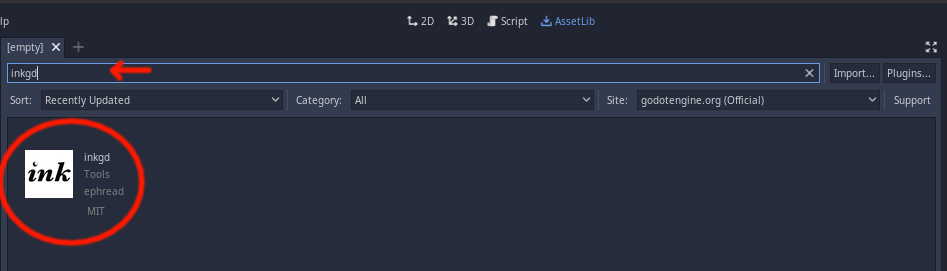 lp 2D 3D Script AssetLib
[empty]
inkgd Import... Plugins...
Sort: Recently Updated Category: All Site: godotengine.org (Official) Support
ink
inkgd
Tools
ephread
MIT